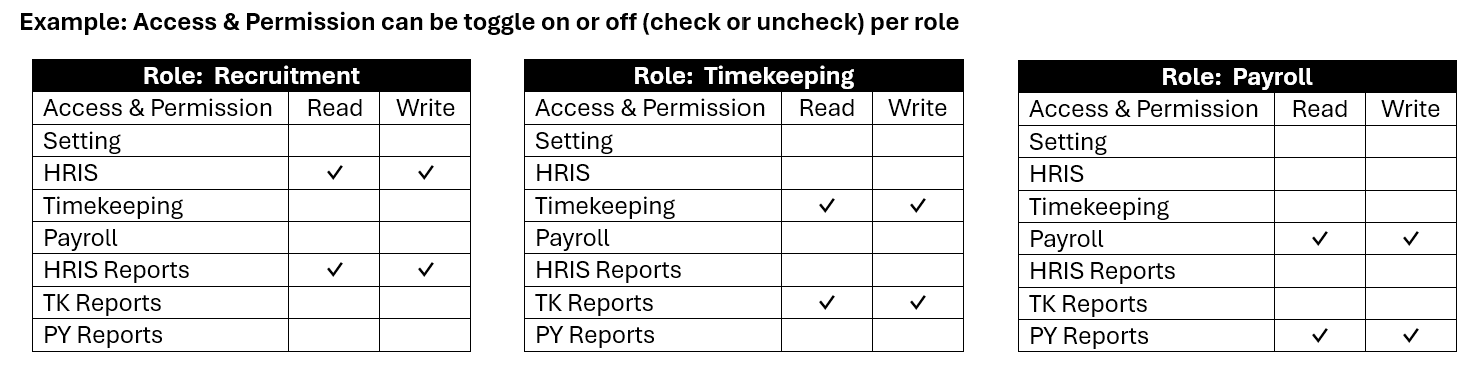 Example: Access & Permission can be toggle on or off (check or uncheck) per role
Role: Recruitment
Access & Permission Read Write
Setting
HRIS ✓ ✓
Timekeeping
Payroll
HRIS Reports ✓ ✓
TK Reports
PY Reports
Role: Timekeeping
Access & Permission Read Write
Setting
HRIS
Timekeeping ✓ ✓
Payroll
HRIS Reports
TK Reports ✓ ✓
PY Reports
Role: Payroll
Access & Permission Read Write
Setting
HRIS
Timekeeping
Payroll ✓ ✓
HRIS Reports
TK Reports
PY Reports ✓ ✓